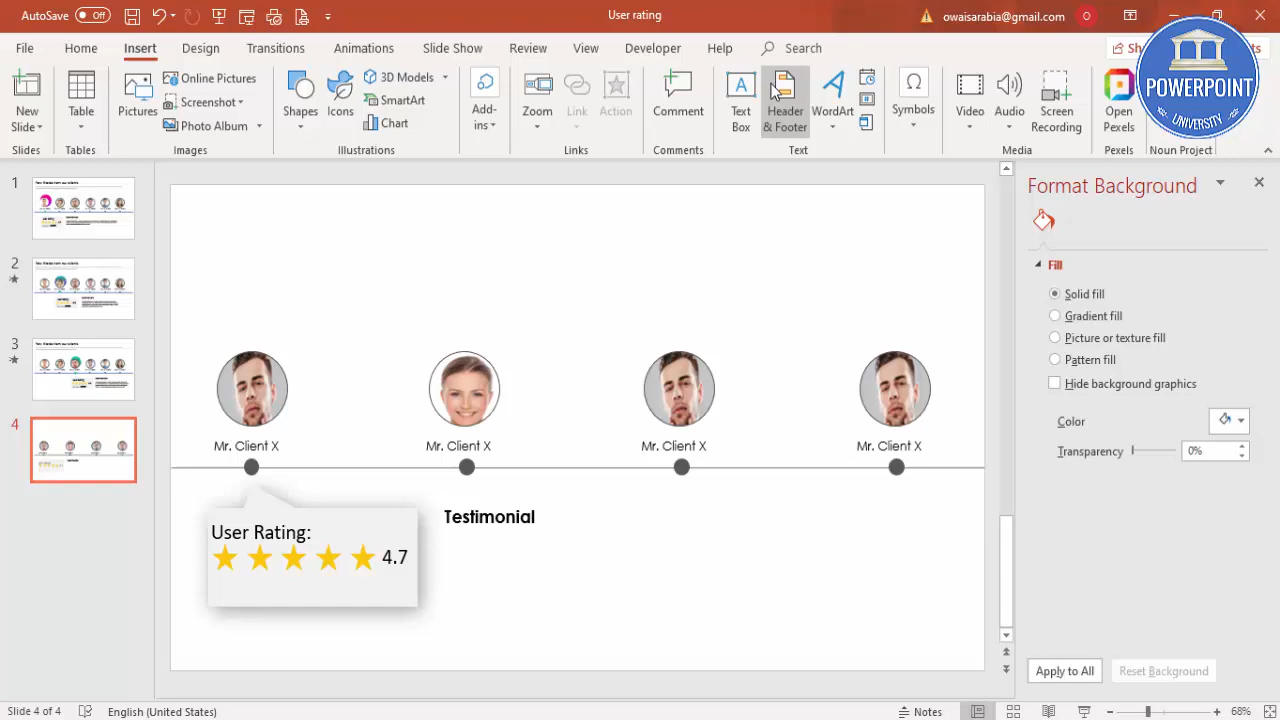 AutoSave Off User rating owaisarabia@gmail.com O
File Home Insert Design Transitions Animations Slide Show Review View Developer Help Search
New Slide
Table
Pictures
Online Pictures
Screenshot
Photo Album
Shapes
Icons
3D Models
SmartArt
Chart
Add-ins
Zoom
Link
Action
Comment
Text Box
Header & Footer
WordArt
Symbols
Video
Audio
Screen Recording
Open Pexels
Slides Tables Images Illustrations Links Comments Text Media Pexels Noun Project
POWERPOINT
UNIVERSITY
1
2
3
4
Mr. Client X Mr. Client X Mr. Client X Mr. Client X
User Rating:
4.7
Testimonial
Format Background
Fill
Solid fill
Gradient fill
Picture or texture fill
Pattern fill
Hide background graphics
Color
Transparency 0%
Apply to All Reset Background
Slide 4 of 4 English (United States) Notes 68%